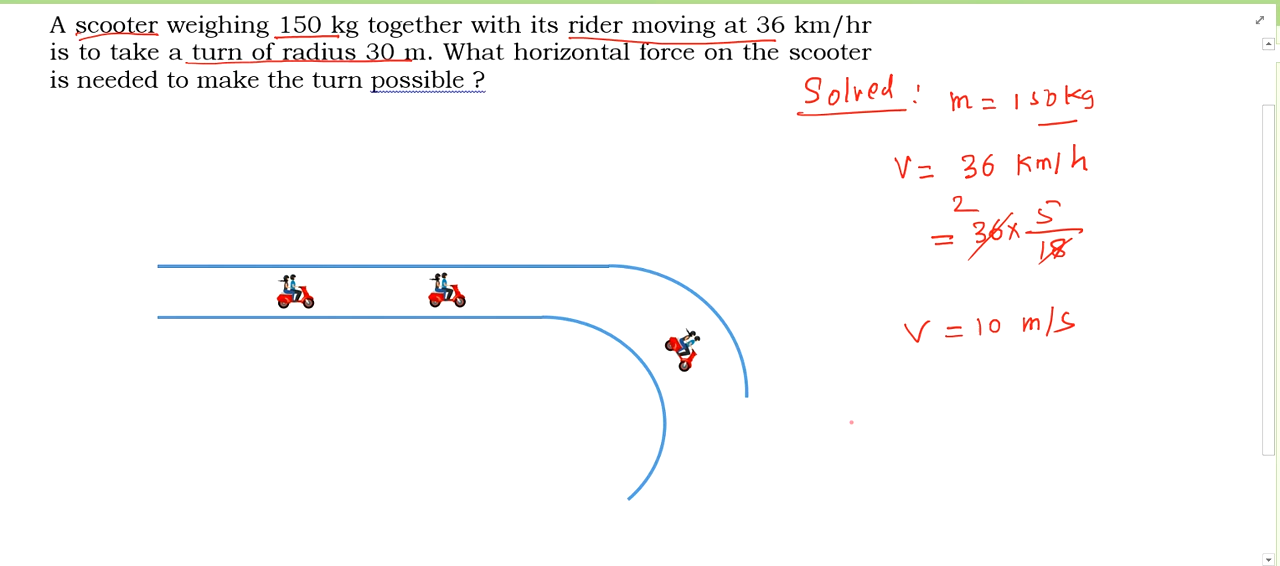 A scooter weighing 150 kg together with its rider moving at 36 km/hr
is to take a turn of radius 30 m. What horizontal force on the scooter
is needed to make the turn possible ?
Solved : m = 150 kg
V = 36 Km/h
2
= 36 × 5/18
V = 10 m/s